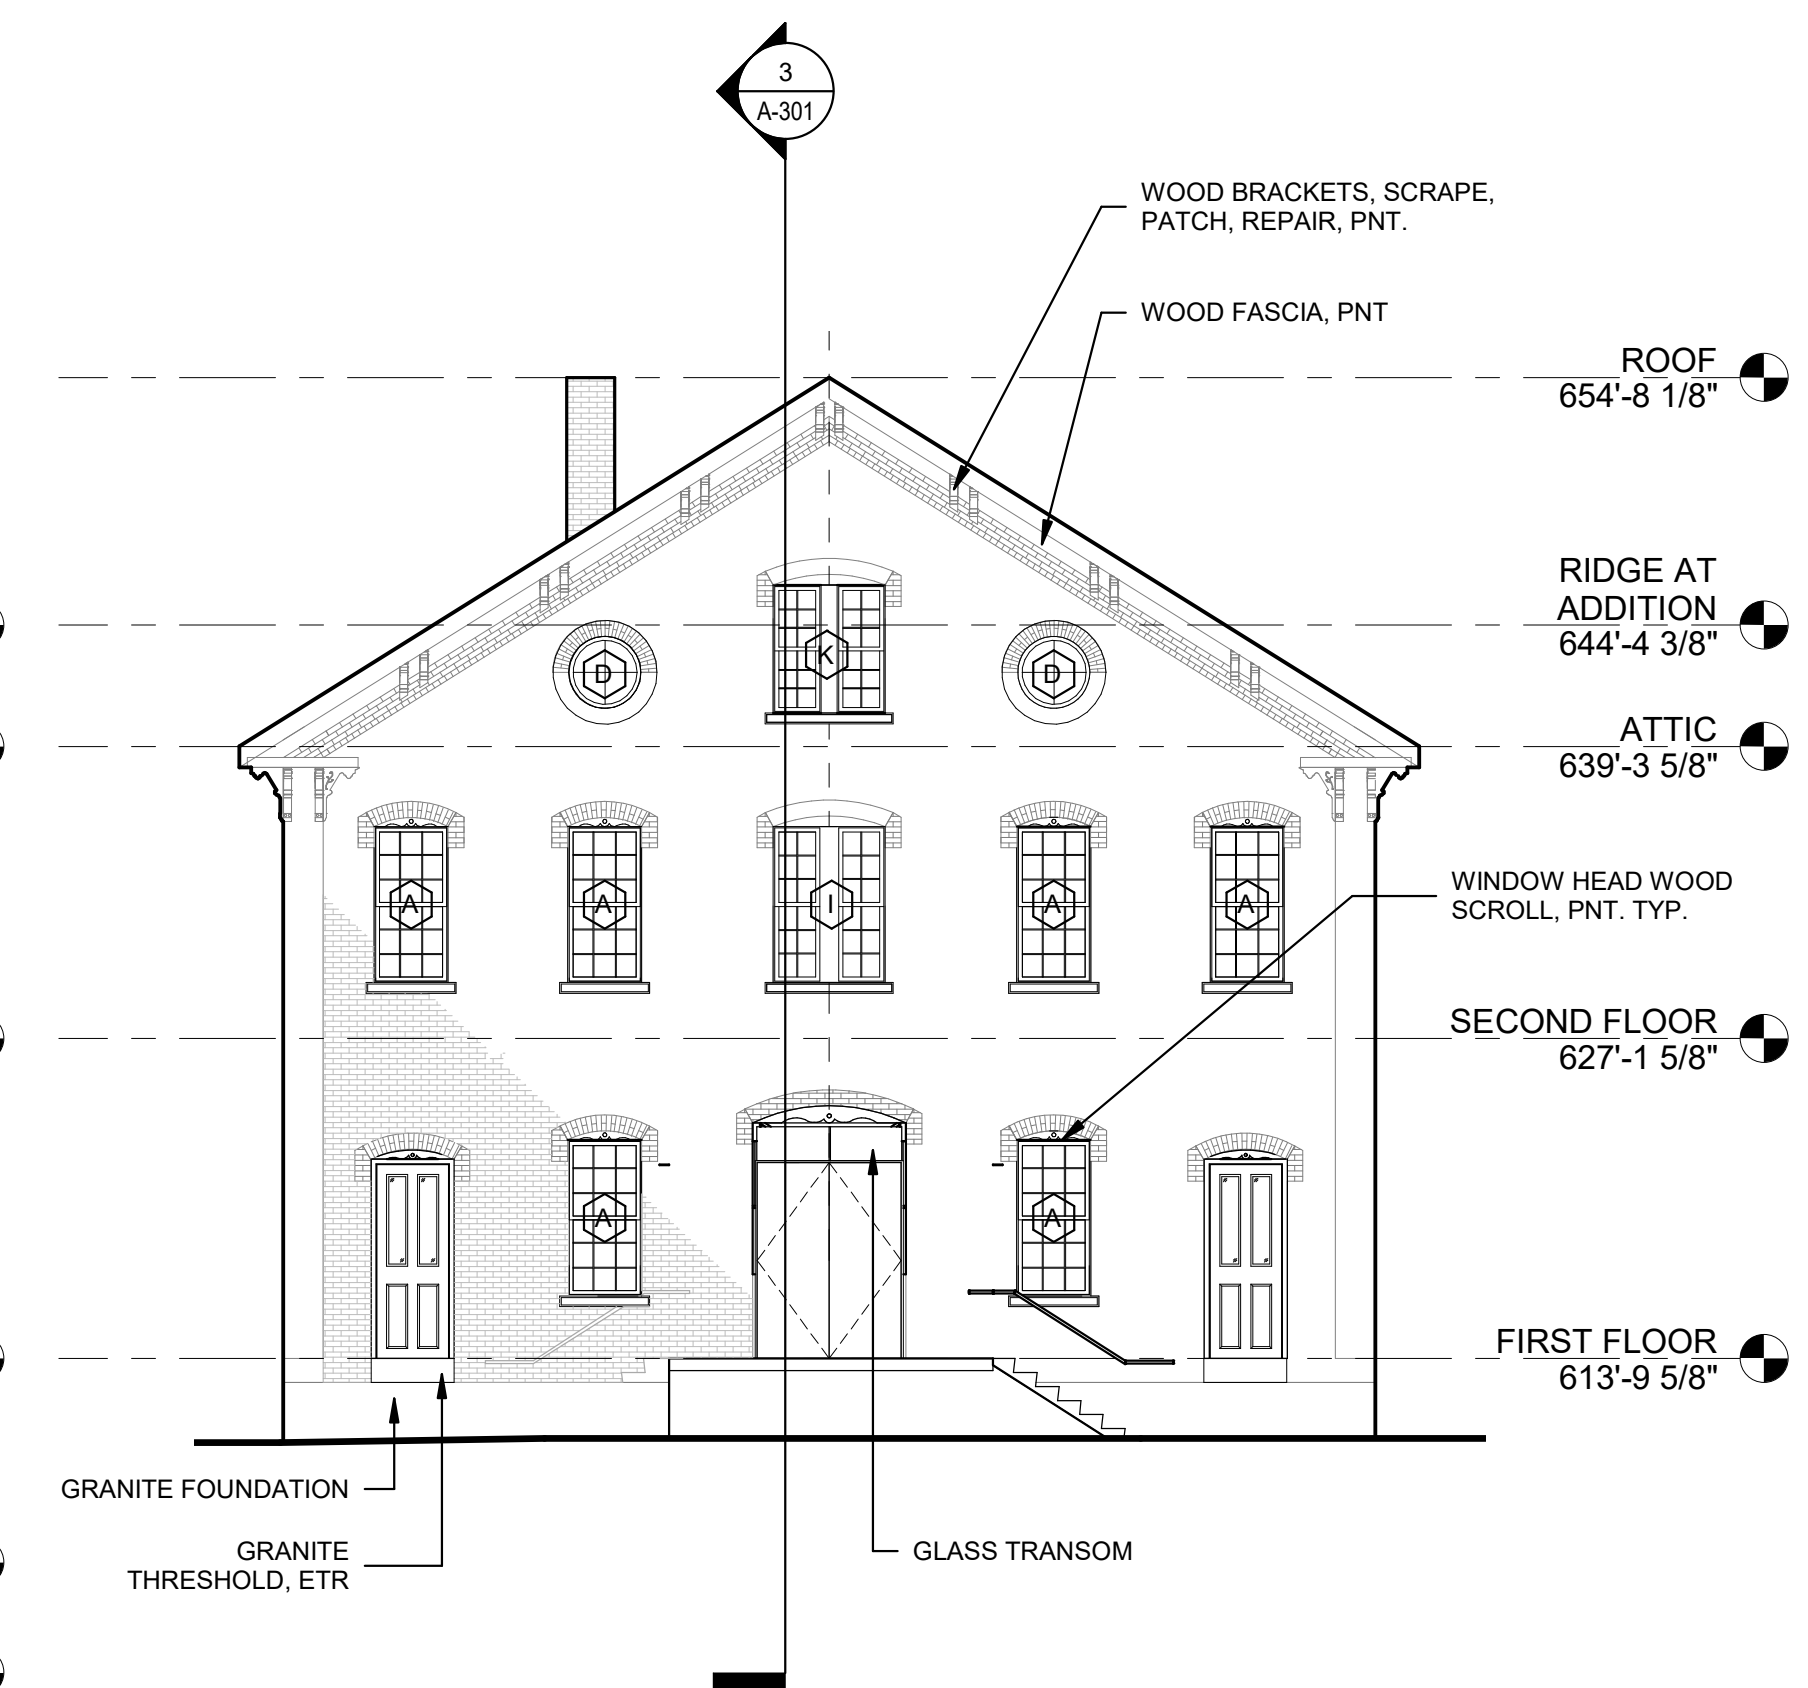 3
A-301
WOOD BRACKETS, SCRAPE,
PATCH, REPAIR, PNT.
WOOD FASCIA, PNT
ROOF
654'-8 1/8"
RIDGE AT
ADDITION
644'-4 3/8"
K
D
D
ATTIC
639'-3 5/8"
A
A
I
A
A
WINDOW HEAD WOOD
SCROLL, PNT. TYP.
SECOND FLOOR
627'-1 5/8"
A
A
FIRST FLOOR
613'-9 5/8"
GRANITE FOUNDATION
GRANITE
THRESHOLD, ETR
GLASS TRANSOM